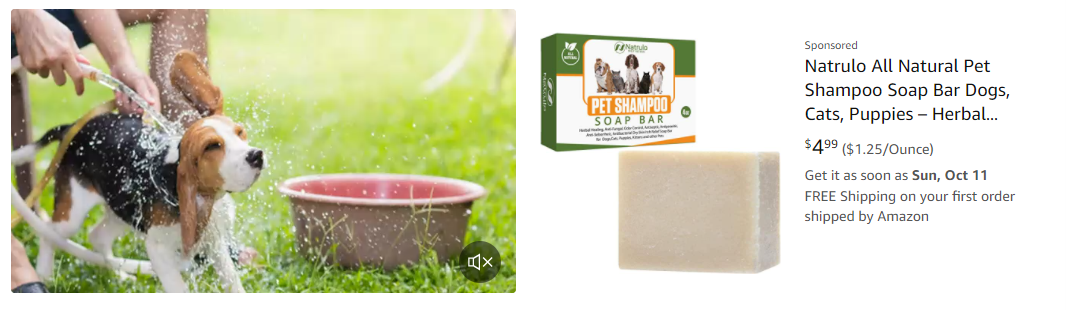 Natrulo
ALL NATURAL
PET SHAMPOO
SOAP BAR
Sponsored
Natrulo All Natural Pet
Shampoo Soap Bar Dogs,
Cats, Puppies – Herbal...
$4.99 ($1.25/Ounce)
Get it as soon as Sun, Oct 11
FREE Shipping on your first order
shipped by Amazon